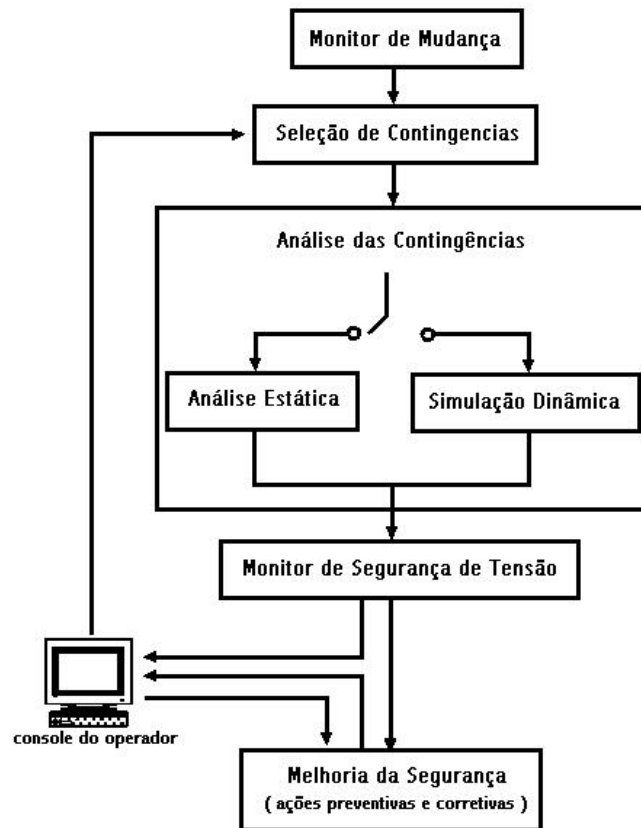 Monitor de Mudança
Seleção de Contingencias
Análise das Contingências
Análise Estática
Simulação Dinâmica
Monitor de Segurança de Tensão
console do operador
Melhoria da Segurança
( ações preventivas e corretivas )